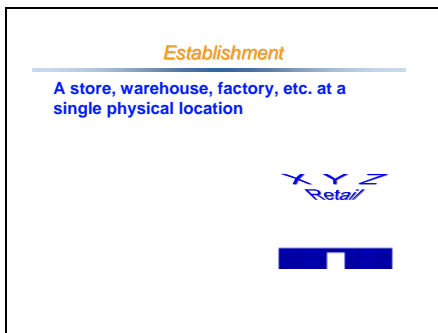 Establishment
A store, warehouse, factory, etc. at a
single physical location
X Y Z
Retail